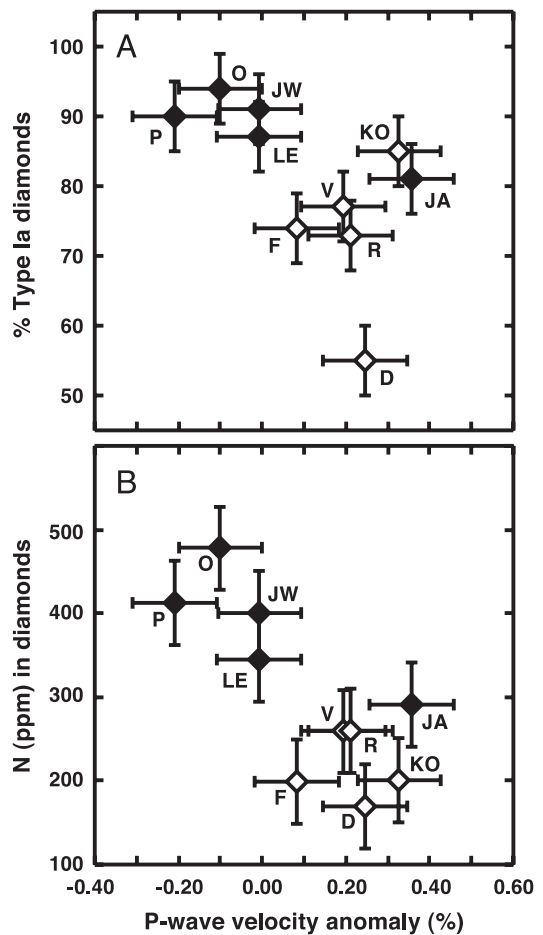 A
% Type Ia diamonds
100
90
80
70
60
50
O
JW
P
LE
KO
V
JA
F
R
D
B
N (ppm) in diamonds
500
400
300
200
100
O
P
JW
LE
V
R
JA
F
KO
D
-0.40 -0.20 0.00 0.20 0.40 0.60
P-wave velocity anomaly (%)